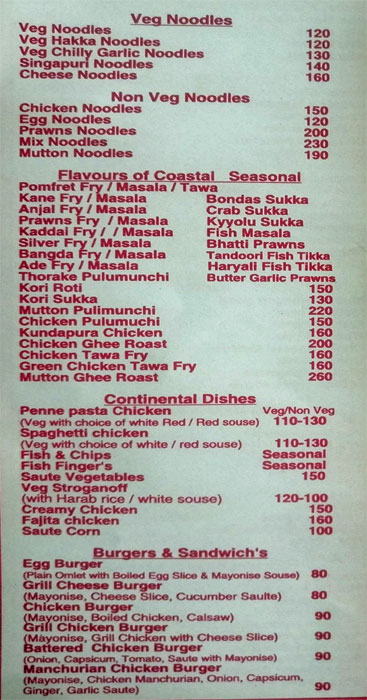 Veg Noodles
Veg Noodles 120
Veg Hakka Noodles 120
Veg Chilly Garlic Noodles 130
Singapuri Noodles 140
Cheese Noodles 160
Non Veg Noodles
Chicken Noodles 150
Egg Noodles 120
Prawns Noodles 200
Mix Noodles 230
Mutton Noodles 190
Flavours of Coastal Seasonal
Pomfret Fry / Masala / Tawa
Kane Fry / Masala Bondas Sukka
Anjal Fry / Masala Crab Sukka
Prawns Fry / Masala Kyyolu Sukka
Kaddai Fry / / Masala Fish Masala
Silver Fry / Masala Bhatti Prawns
Bangda Fry / Masala Tandoori Fish Tikka
Ade Fry / Masala Haryali Fish Tikka
Thorake Pulumunchi Butter Garlic Prawns
Kori Roti 150
Kori Sukka 130
Mutton Pulimunchi 220
Chicken Pulumuchi 150
Kundapura Chicken 160
Chicken Ghee Roast 200
Chicken Tawa Fry 160
Green Chicken Tawa Fry 160
Mutton Ghee Roast 260
Continental Dishes
Penne pasta Chicken Veg/Non Veg
(Veg with choice of white Red / Red souse) 110-130
Spaghetti chicken
(Veg with choice of white / red souse) 110-130
Fish & Chips Seasonal
Fish Finger's Seasonal
Saute Vegetables 150
Veg Stroganoff
(with Harab rice / white souse) 120-100
Creamy Chicken 150
Fajita chicken 160
Saute Corn 100
Burgers & Sandwich's
Egg Burger
(Plain Omlet with Boiled Egg Slice & Mayonise Souse) 80
Grill Cheese Burger
(Mayonise, Cheese Slice, Cucumber Saulte) 80
Chicken Burger
(Mayonise, Boiled Chicken, Calsaw) 90
Grill Chicken Burger
(Mayonise, Grill Chicken with Cheese Slice) 90
Battered Chicken Burger
(Onion, Capsicum, Tomato, Saute with Mayonise) 90
Manchurian Chicken Burger
(Mayonise, Chicken Manchurian, Onion, Capsicum,
Ginger, Garlic Saute) 90